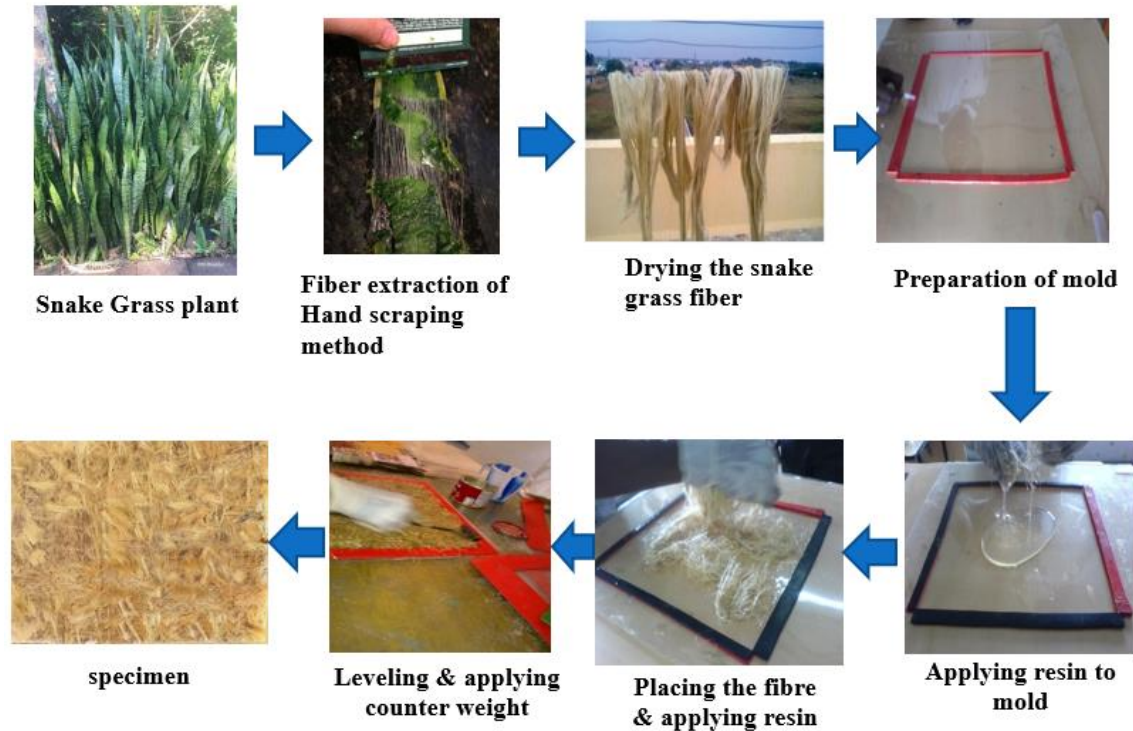 Snake Grass plant
Fiber extraction of
Hand scraping
method
Drying the snake
grass fiber
Preparation of mold
Applying resin to
mold
Placing the fibre
& applying resin
Leveling & applying
counter weight
specimen